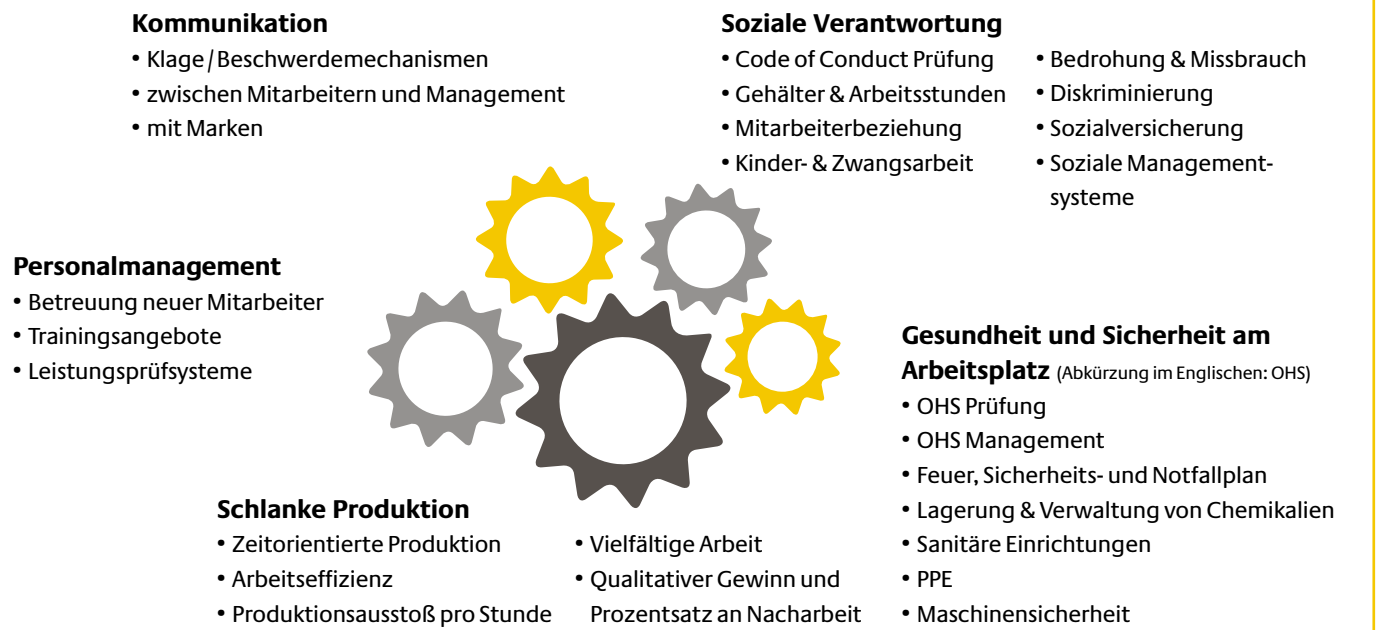 Kommunikation
• Klage/Beschwerdemechanismen
• zwischen Mitarbeitern und Management
• mit Marken
Soziale Verantwortung
• Code of Conduct Prüfung
• Gehälter & Arbeitsstunden
• Mitarbeiterbeziehung
• Kinder- & Zwangsarbeit
• Bedrohung & Missbrauch
• Diskriminierung
• Sozialversicherung
• Soziale Management-
systeme
Personalmanagement
• Betreuung neuer Mitarbeiter
• Trainingsangebote
• Leistungsprüfsysteme
Gesundheit und Sicherheit am
Arbeitsplatz (Abkürzung im Englischen: OHS)
• OHS Prüfung
• OHS Management
• Feuer, Sicherheits- und Notfallplan
• Lagerung & Verwaltung von Chemikalien
• Sanitäre Einrichtungen
• PPE
• Maschinensicherheit
Schlanke Produktion
• Zeitorientierte Produktion
• Arbeitseffizienz
• Produktionsausstoß pro Stunde
• Vielfältige Arbeit
• Qualitativer Gewinn und
Prozentsatz an Nacharbeit